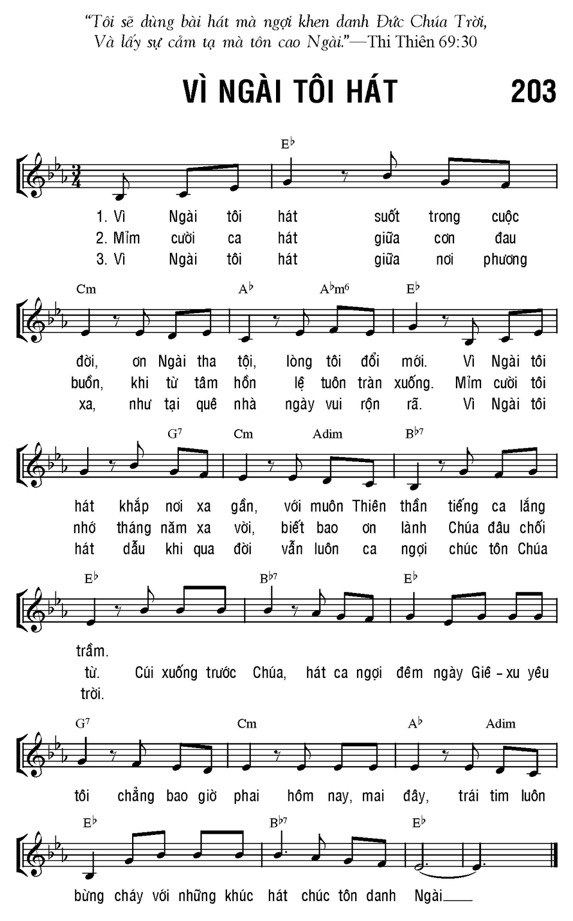 “Tôi sẽ dùng bài hát mà ngợi khen danh Đức Chúa Trời,
Và lấy sự cảm tạ mà tôn cao Ngài.”—Thi Thiên 69:30
VÌ NGÀI TÔI HÁT 203
E♭
3/4
1. Vì Ngài tôi hát suốt trong cuộc
2. Mỉm cười ca hát giữa cơn đau
3. Vì Ngài tôi hát giữa nơi phương
Cm A♭ A♭m6 E♭
đời, ơn Ngài tha tội, lòng tôi đổi mới. Vì Ngài tôi
buồn, khi từ tâm hồn lệ tuôn tràn xuống. Mỉm cười tôi
xa, như tại quê nhà ngày vui rộn rã. Vì Ngài tôi
G7 Cm Adim B♭7
hát khắp nơi xa gần, với muôn Thiên thần tiếng ca lắng
nhớ tháng năm xa vời, biết bao ơn lành Chúa đâu chối
hát dẫu khi qua đời vẫn luôn ca ngợi chúc tôn Chúa
E♭ B♭7 E♭
trầm.
từ. Cúi xuống trước Chúa, hát ca ngợi đêm ngày Giê-xu yêu
trời.
G7 Cm A♭ Adim
tôi chẳng bao giờ phai hôm nay, mai đây, trái tim luôn
E♭ B♭7 E♭
bừng cháy với những khúc hát chúc tôn danh Ngài